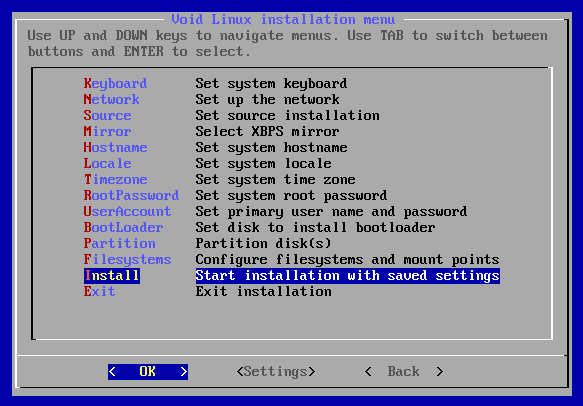 Void Linux installation menu
Use UP and DOWN keys to navigate menus. Use TAB to switch between
buttons and ENTER to select.
Keyboard Set system keyboard
Network Set up the network
Source Set source installation
Mirror Select XBPS mirror
Hostname Set system hostname
Locale Set system locale
Timezone Set system time zone
RootPassword Set system root password
UserAccount Set primary user name and password
BootLoader Set disk to install bootloader
Partition Partition disk(s)
Filesystems Configure filesystems and mount points
Install Start installation with saved settings
Exit Exit installation
< OK > <Settings> < Back >